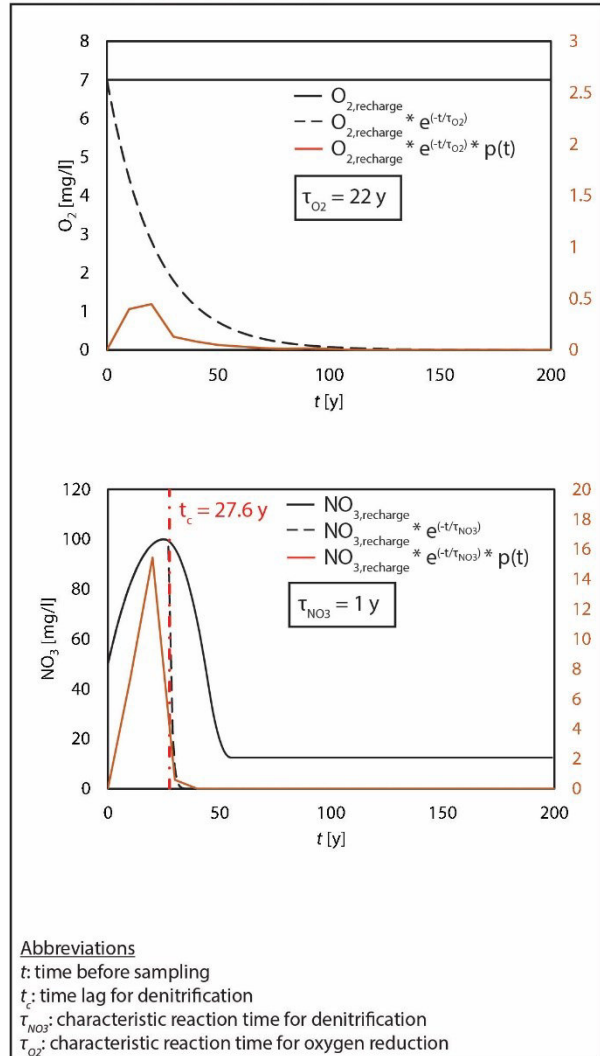 8
7
6
5
4
3
2
1
0
O₂ [mg/l]
3
2.5
2
1.5
1
0.5
0
O₂,recharge
O₂,recharge * e^(-t/τO2)
O₂,recharge * e^(-t/τO2) * p(t)
τO2 = 22 y
0 50 100 150 200
t [y]
120
100
80
60
40
20
0
NO₃ [mg/l]
20
18
16
14
12
10
8
6
4
2
0
t_c = 27.6 y
NO₃,recharge
NO₃,recharge * e^(-t/τNO3)
NO₃,recharge * e^(-t/τNO3) * p(t)
τNO3 = 1 y
0 50 100 150 200
t [y]
Abbreviations
t: time before sampling
t_c: time lag for denitrification
τNO3: characteristic reaction time for denitrification
τO2: characteristic reaction time for oxygen reduction